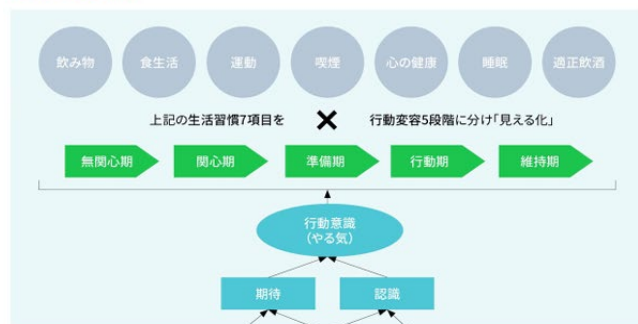 飲み物
食生活
運動
喫煙
心の健康
睡眠
適正飲酒
上記の生活習慣7項目を
×
行動変容5段階に分け「見える化」
無関心期
関心期
準備期
行動期
維持期
行動意識
(やる気)
期待
認識